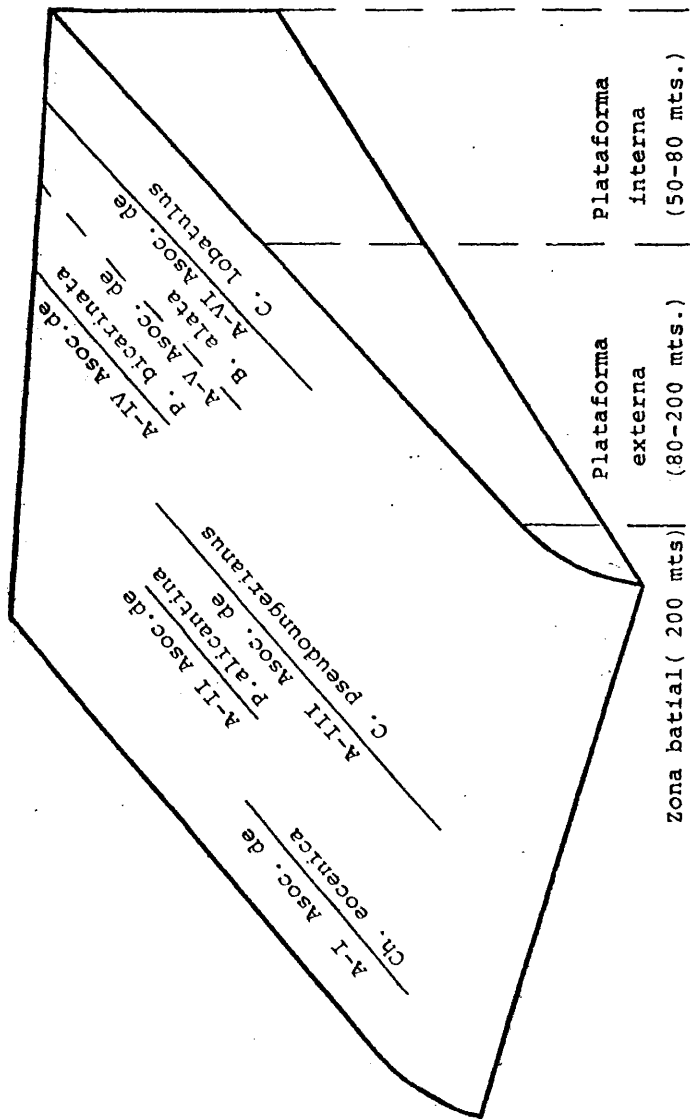 A-I Asoc. de
Ch. eocenica
A-II Asoc. de
P. alicantina
A-III Asoc. de
C. pseudoungerianus
A-IV Asoc. de
P. bicarinata
A-V Asoc. de
B. alata
A-VI Asoc. de
C. lobatulus
Zona batial( 200 mts)
Plataforma
externa
(80-200 mts.)
Plataforma
interna
(50-80 mts.)